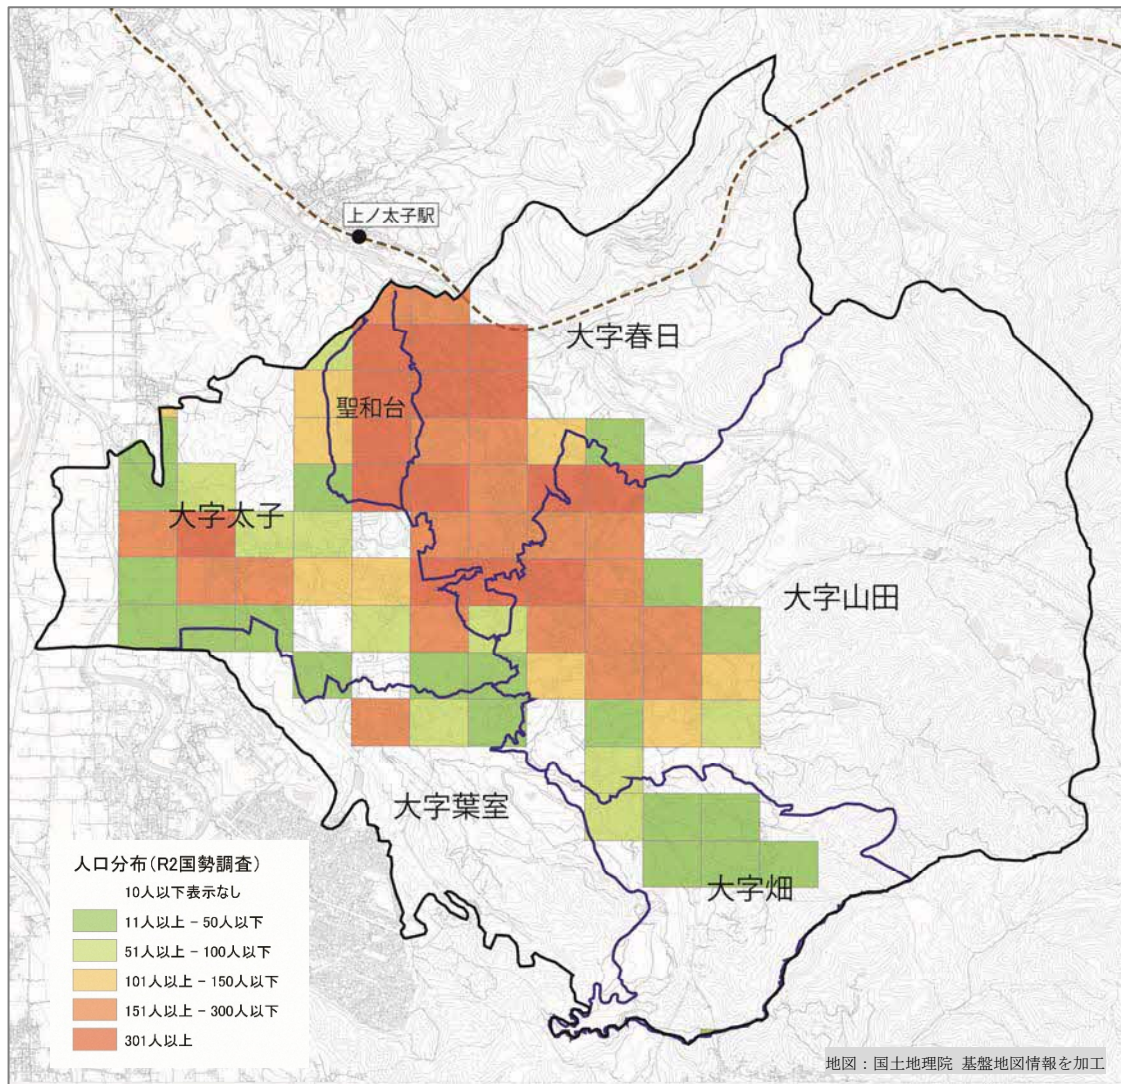 上ノ太子駅
大字春日
聖和台
大字太子
大字山田
大字葉室
大字畑
人口分布(R2国勢調査)
10人以下表示なし
11人以上 - 50人以下
51人以上 - 100人以下
101人以上 - 150人以下
151人以上 - 300人以下
301人以上
地図:国土地理院 基盤地図情報を加工